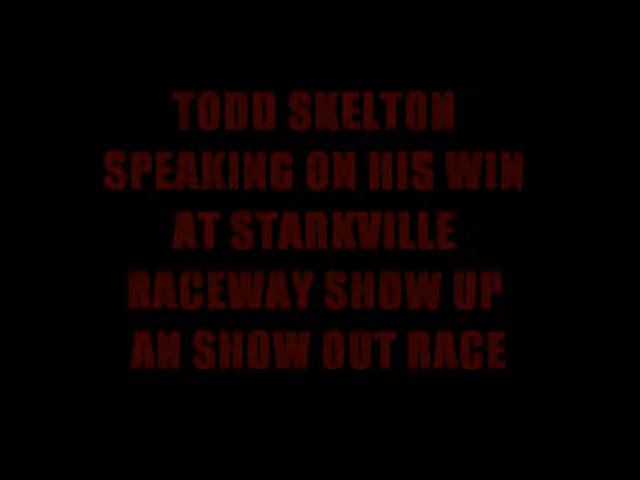 TODD SKELTON
SPEAKING ON HIS WIN
AT STARKVILLE
RACEWAY SHOW UP
AN SHOW OUT RACE